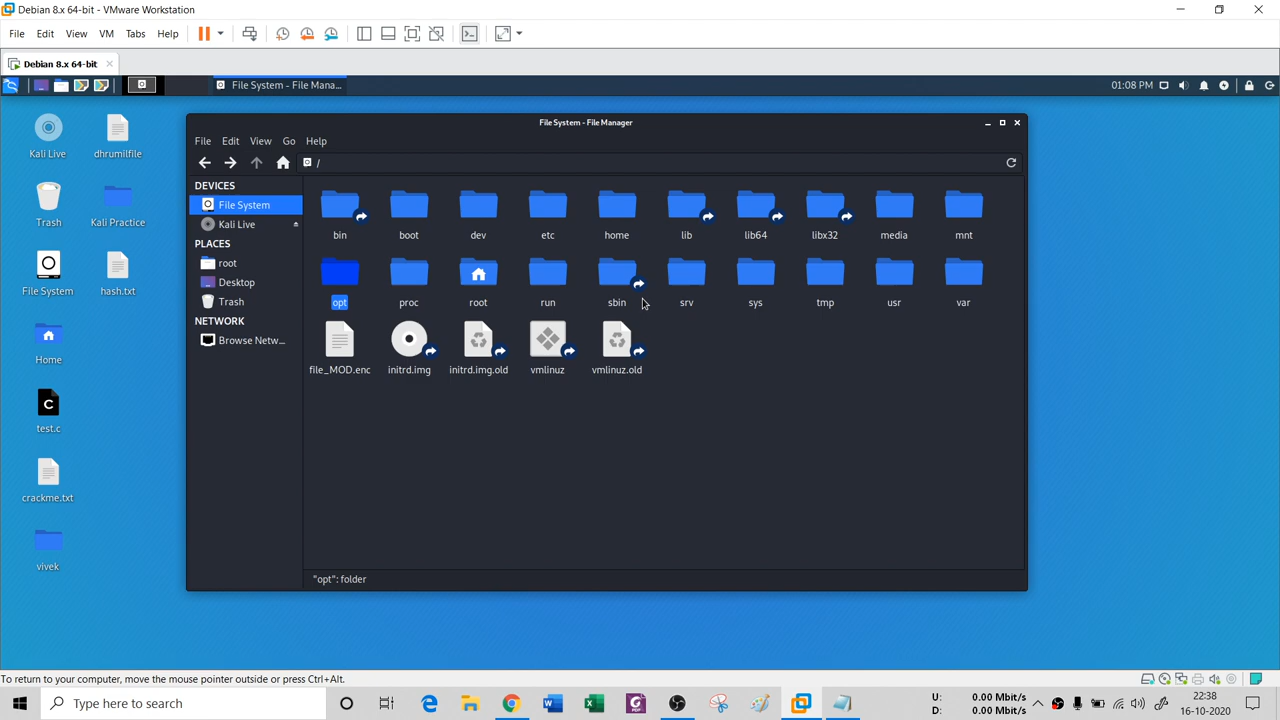 Debian 8.x 64-bit - VMware Workstation
File Edit View VM Tabs Help
Debian 8.x 64-bit
File System - File Mana...
01:08 PM
Kali Live
dhrumilfile
Trash
Kali Practice
File System
hash.txt
Home
test.c
crackme.txt
vivek
File System - File Manager
File Edit View Go Help
/
DEVICES
File System
Kali Live
PLACES
root
Desktop
Trash
NETWORK
Browse Netw...
bin boot dev etc home lib lib64 libx32 media mnt
opt proc root run sbin srv sys tmp usr var
file_MOD.enc initrd.img initrd.img.old vmlinuz vmlinuz.old
"opt": folder
To return to your computer, move the mouse pointer outside or press Ctrl+Alt.
Type here to search
U: 0.00 Mbit/s
D: 0.00 Mbit/s
22:38
16-10-2020